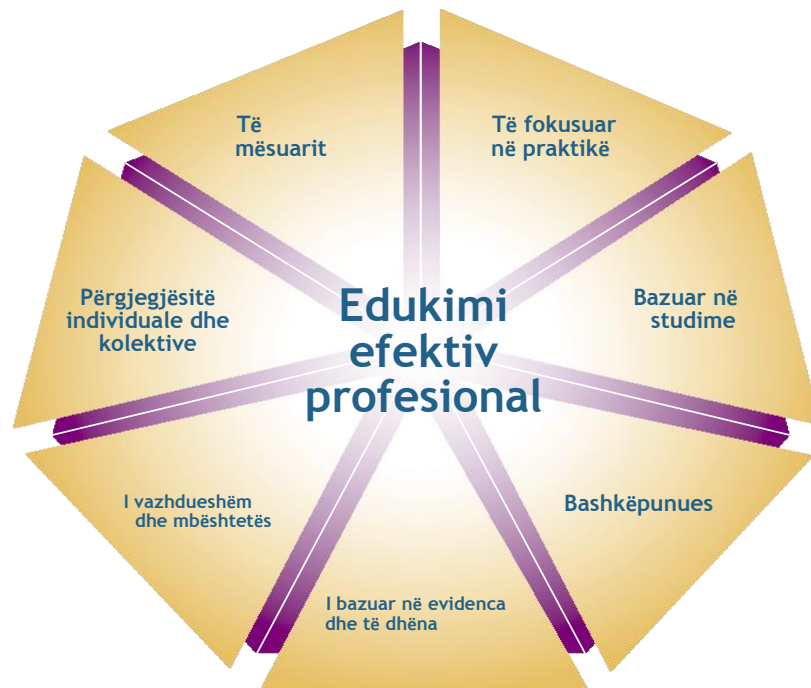 Të
mësuarit
Të fokusuar
në praktikë
Përgjegjësitë
individuale dhe
kolektive
Edukimi
efektiv
profesional
Bazuar në
studime
I vazhdueshëm
dhe mbështetës
Bashkëpunues
I bazuar në evidenca
dhe të dhëna